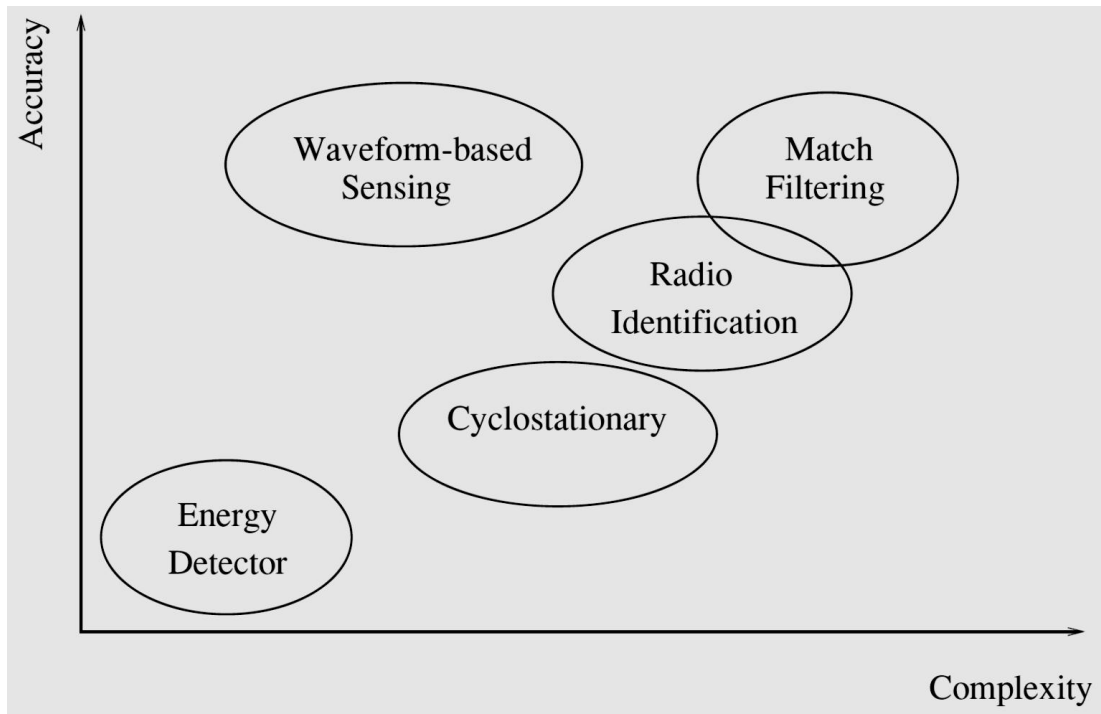 Accuracy
Waveform-based
Sensing
Match
Filtering
Radio
Identification
Cyclostationary
Energy
Detector
Complexity